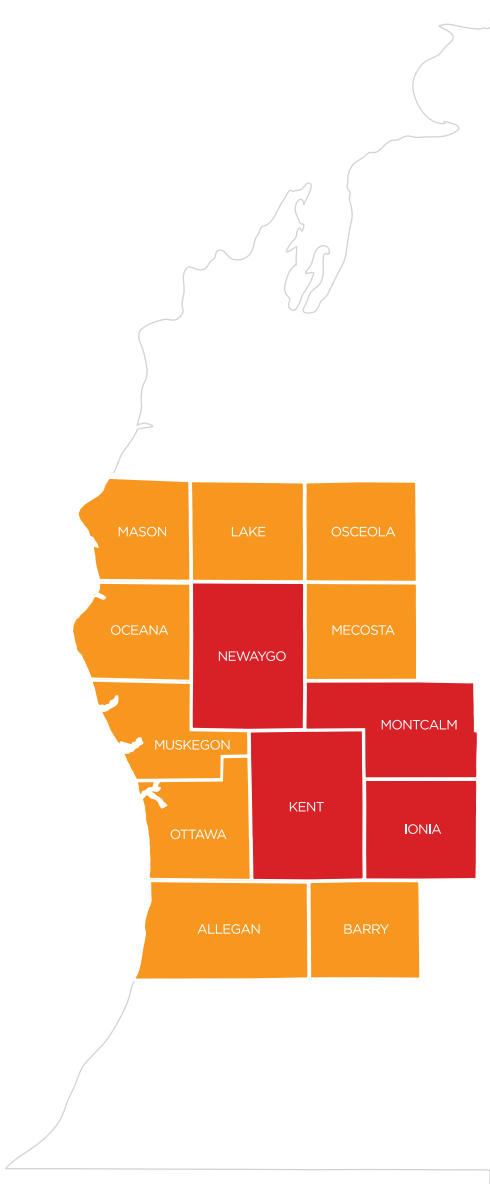 MASON
LAKE
OSCEOLA
OCEANA
NEWAYGO
MECOSTA
MUSKEGON
MONTCALM
OTTAWA
KENT
IONIA
ALLEGAN
BARRY